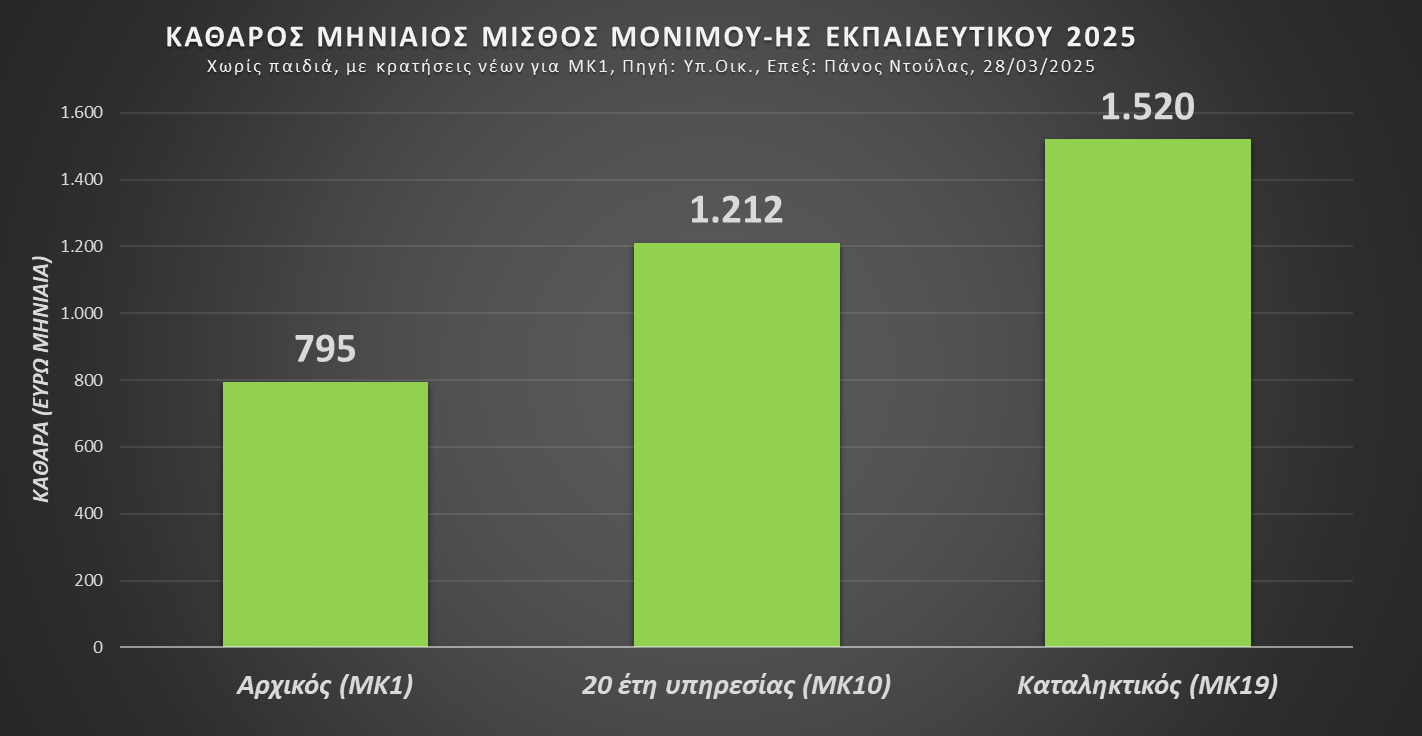 ΚΑΘΑΡΟΣ ΜΗΝΙΑΙΟΣ ΜΙΣΘΟΣ ΜΟΝΙΜΟΥ-ΗΣ ΕΚΠΑΙΔΕΥΤΙΚΟΥ 2025
Χωρίς παιδιά, με κρατήσεις νέων για ΜΚ1, Πηγή: Υπ.Οικ., Επεξ: Πάνος Ντούλας, 28/03/2025
ΚΑΘΑΡΑ (ΕΥΡΩ ΜΗΝΙΑΙΑ)
1.600
1.400
1.200
1.000
800
600
400
200
0
795
1.212
1.520
Αρχικός (ΜΚ1)
20 έτη υπηρεσίας (ΜΚ10)
Καταληκτικός (ΜΚ19)